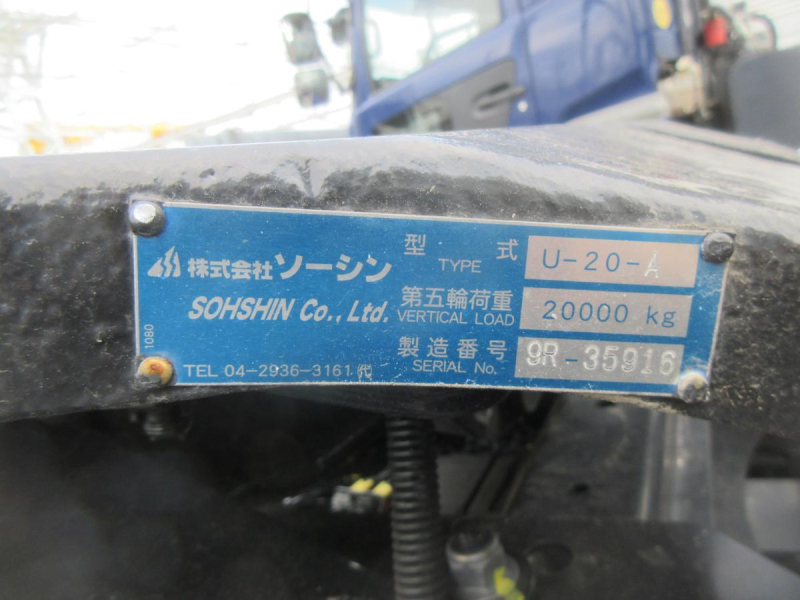 株式会社ソーシン
SOHSHIN Co., Ltd.
型式 U-20-A
TYPE
第五輪荷重 20000 kg
VERTICAL LOAD
製造番号 9R-35916
SERIAL No.
TEL 04-2936-3161㈹
1080